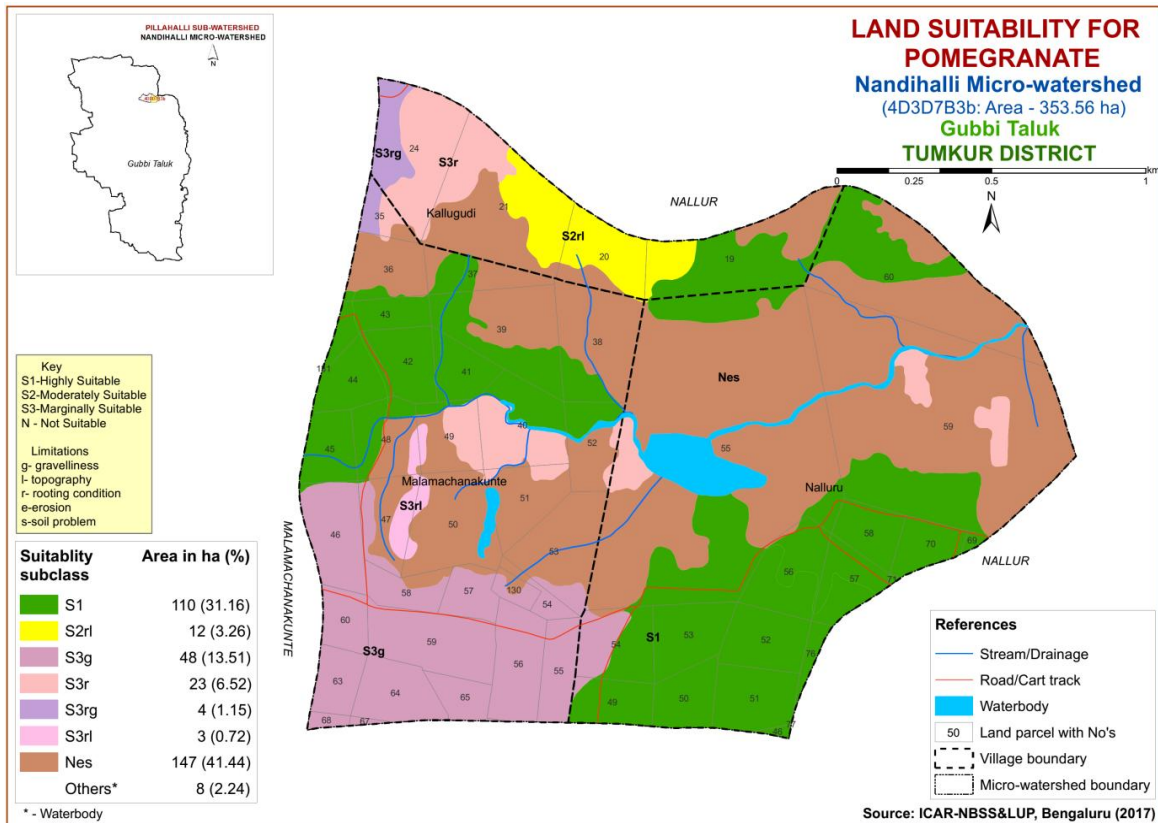 PILLAHALLI SUB-WATERSHED
NANDIHALLI MICRO-WATERSHED
N
Gubbi Taluk
LAND SUITABILITY FOR
POMEGRANATE
Nandihalli Micro-watershed
(4D3D7B3b: Area - 353.56 ha)
Gubbi Taluk
TUMKUR DISTRICT
km
0 0.25 0.5 1
N
S3rg
24
S3r
35
Kallugudi
21
NALLUR
S2rl
20
19
60
36
37
43
39
38
42
41
44
Nes
45
48
49
40
52
55
59
Malamachanakunte
S3rl
51
Nalluru
46
47
50
53
58
70
69
NALLUR
MALAMACHANAKUNTE
58
57
130
54
56
57
71
60
59
S3g
54
S1
53
52
76
56
55
63
64
65
49
50
51
68
67
46
Key
S1-Highly Suitable
S2-Moderately Suitable
S3-Marginally Suitable
N - Not Suitable
Limitations
g- gravelliness
l- topography
r- rooting condition
e-erosion
s-soil problem
Suitablity subclass Area in ha (%)
S1 110 (31.16)
S2rl 12 (3.26)
S3g 48 (13.51)
S3r 23 (6.52)
S3rg 4 (1.15)
S3rl 3 (0.72)
Nes 147 (41.44)
Others* 8 (2.24)
* - Waterbody
References
Stream/Drainage
Road/Cart track
Waterbody
50 Land parcel with No's
Village boundary
Micro-watershed boundary
Source: ICAR-NBSS&LUP, Bengaluru (2017)